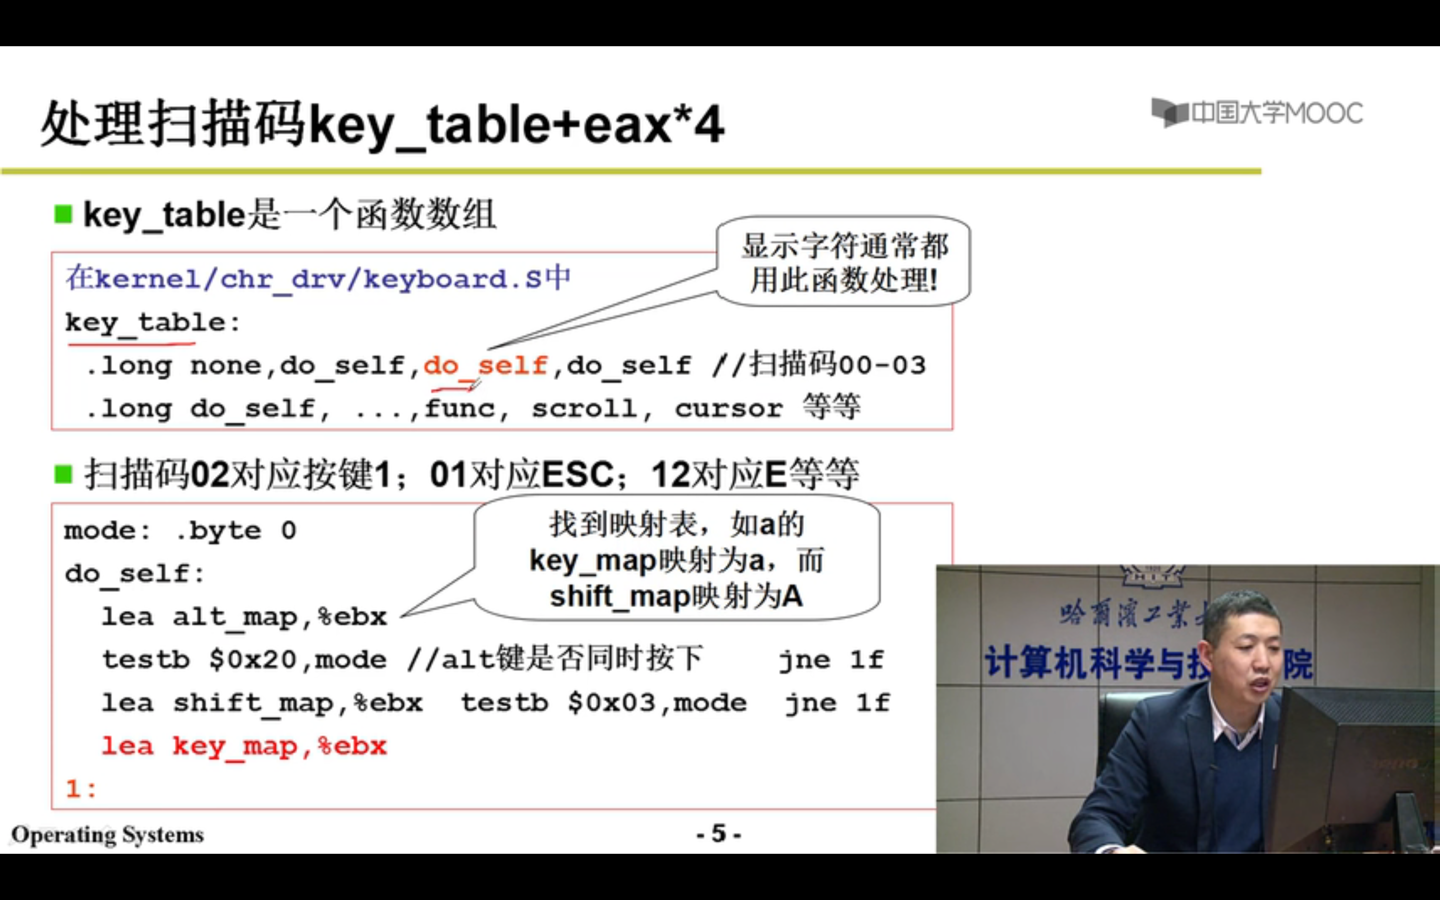 处理扫描码key_table+eax*4
中国大学MOOC
key_table是一个函数数组
显示字符通常都
用此函数处理!
在kernel/chr_drv/keyboard.S中
key_table:
.long none,do_self,do_self,do_self //扫描码00-03
.long do_self, ...,func, scroll, cursor 等等
扫描码02对应按键1；01对应ESC；12对应E等等
mode: .byte 0
找到映射表，如a的
key_map映射为a，而
shift_map映射为A
do_self:
lea alt_map,%ebx
testb $0x20,mode //alt键是否同时按下 jne 1f
lea shift_map,%ebx testb $0x03,mode jne 1f
lea key_map,%ebx
1:
HIT
哈尔滨工业
计算机科学与技 院
Operating Systems
- 5 -